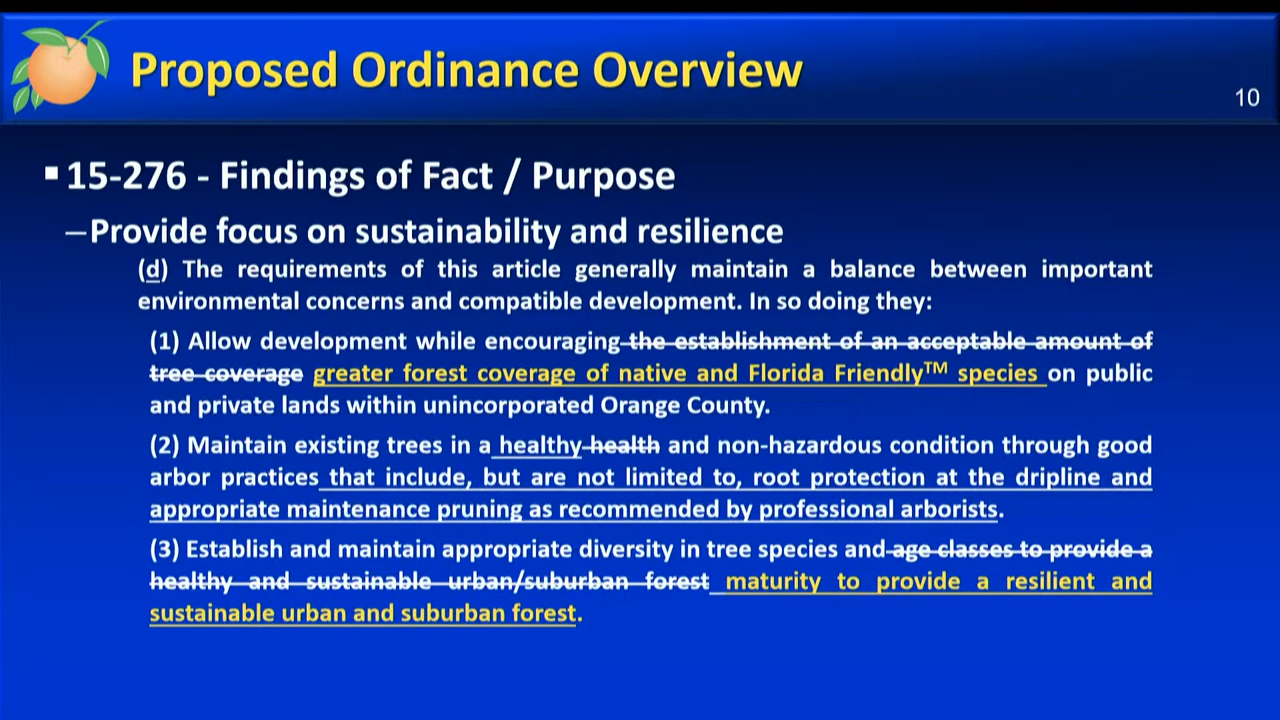 Proposed Ordinance Overview
10
▪ 15-276 - Findings of Fact / Purpose
–Provide focus on sustainability and resilience
(d) The requirements of this article generally maintain a balance between important
environmental concerns and compatible development. In so doing they:
(1) Allow development while encouraging the establishment of an acceptable amount of
tree coverage greater forest coverage of native and Florida Friendly™ species on public
and private lands within unincorporated Orange County.
(2) Maintain existing trees in a healthy health and non-hazardous condition through good
arbor practices that include, but are not limited to, root protection at the dripline and
appropriate maintenance pruning as recommended by professional arborists.
(3) Establish and maintain appropriate diversity in tree species and age classes to provide a
healthy and sustainable urban/suburban forest maturity to provide a resilient and
sustainable urban and suburban forest.